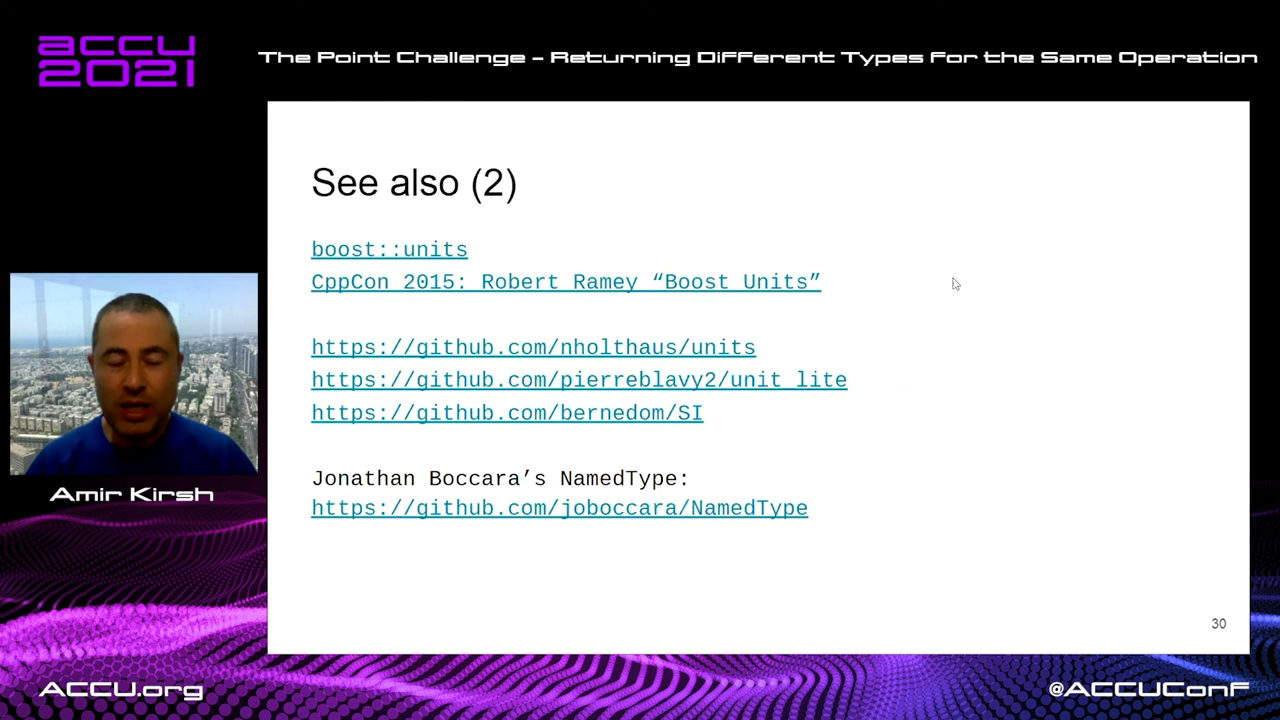 accu
2021
The Point Challenge – Returning Different Types for the Same Operation
See also (2)
boost::units
CppCon 2015: Robert Ramey “Boost Units”
https://github.com/nholthaus/units
https://github.com/pierreblavy2/unit_lite
https://github.com/bernedom/SI
Jonathan Boccara’s NamedType:
https://github.com/joboccara/NamedType
30
Amir Kirsh
ACCU.org
@ACCUConf